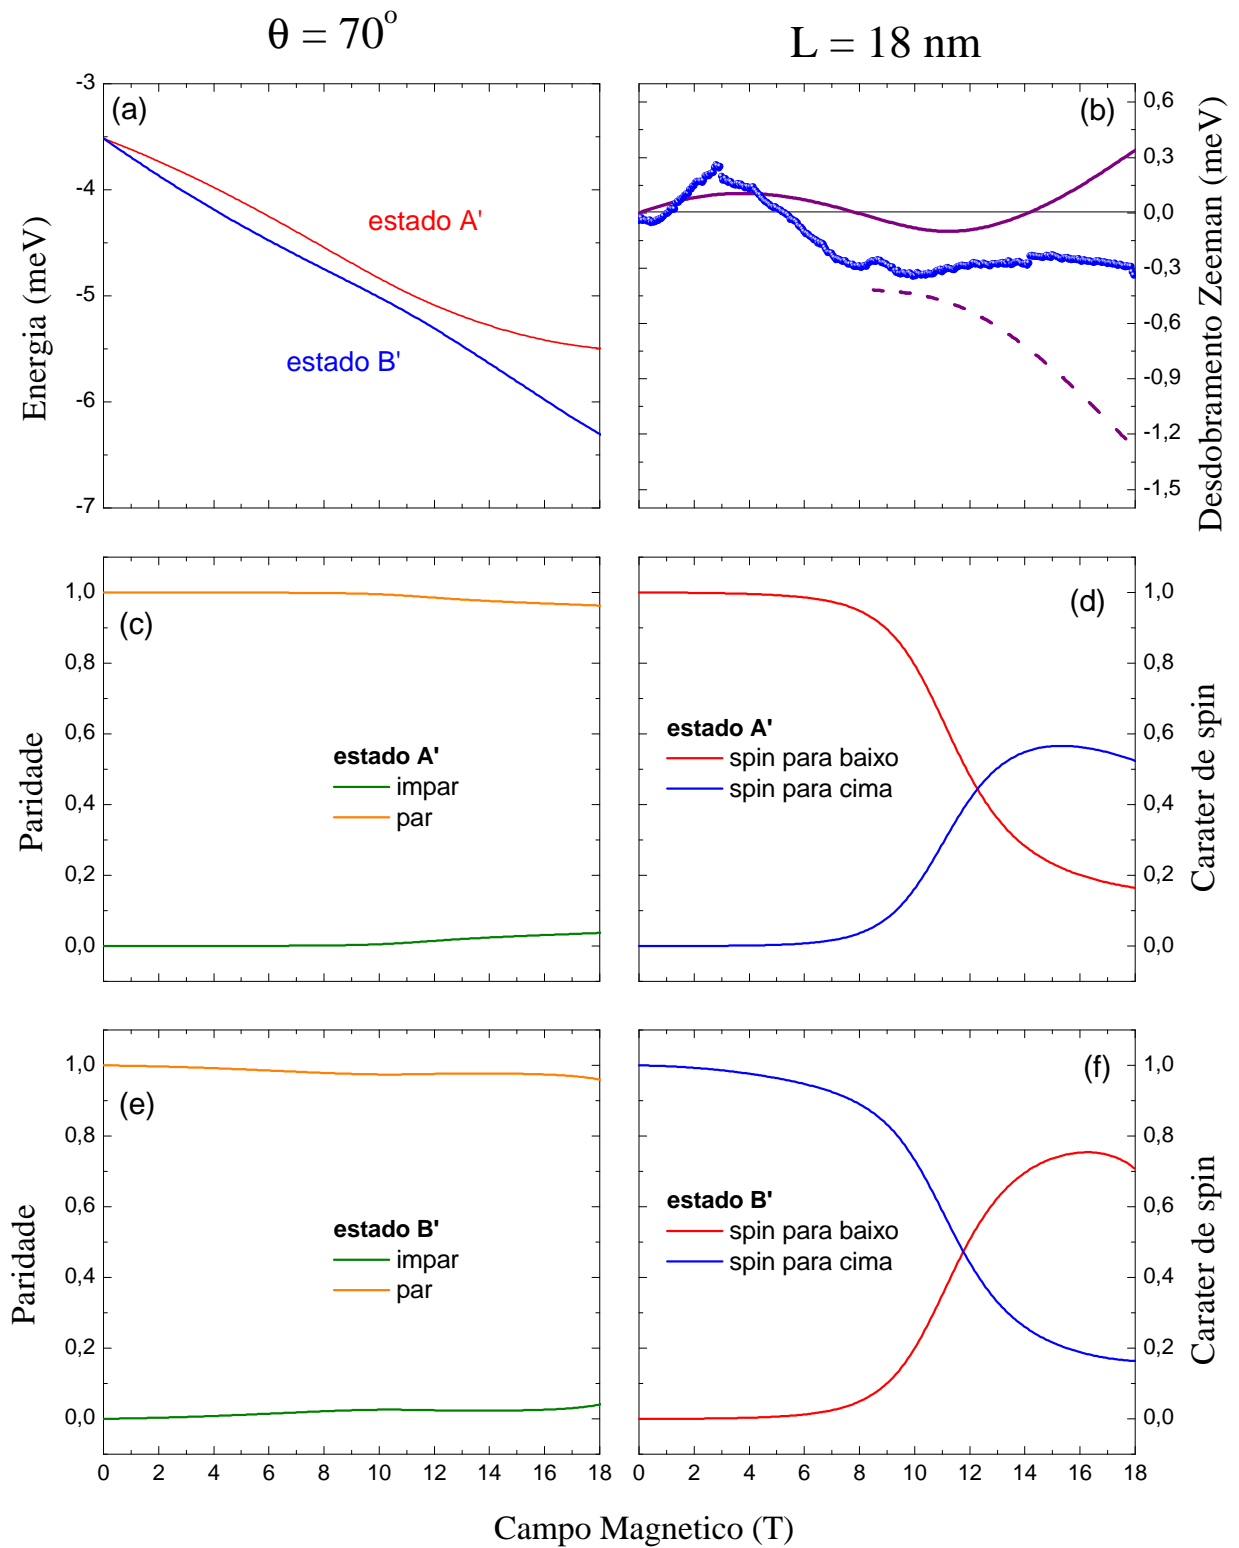 θ = 70°
L = 18 nm
(a)
-3
-4
-5
-6
-7
Energia (meV)
estado A'
estado B'
(b)
0,6
0,3
0,0
-0,3
-0,6
-0,9
-1,2
-1,5
Desdobramento Zeeman (meV)
(c)
1,0
0,8
0,6
0,4
0,2
0,0
Paridade
estado A'
impar
par
(d)
estado A'
spin para baixo
spin para cima
1,0
0,8
0,6
0,4
0,2
0,0
Carater de spin
(e)
1,0
0,8
0,6
0,4
0,2
0,0
Paridade
estado B'
impar
par
0 2 4 6 8 10 12 14 16 18
(f)
estado B'
spin para baixo
spin para cima
1,0
0,8
0,6
0,4
0,2
0,0
Carater de spin
0 2 4 6 8 10 12 14 16 18
Campo Magnetico (T)